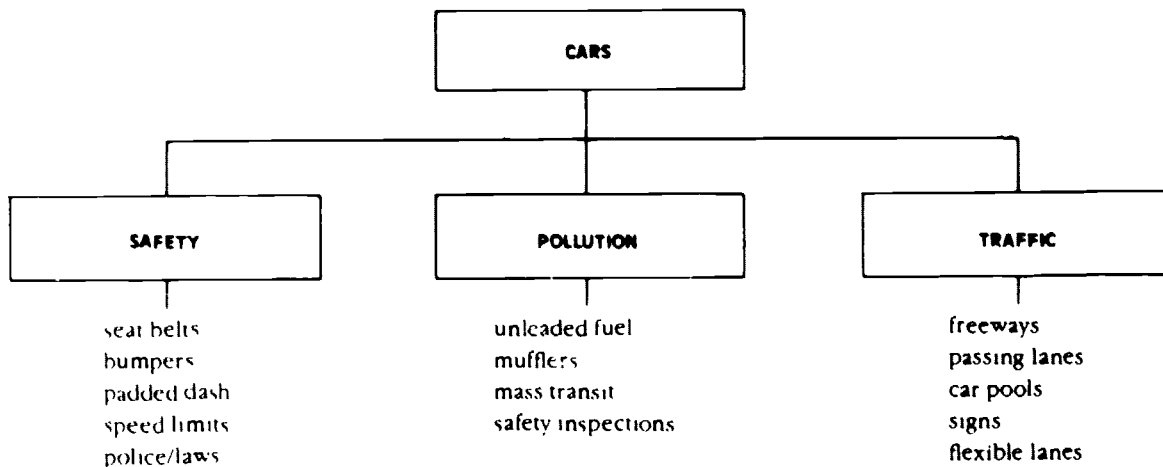 CARS
SAFETY
POLLUTION
TRAFFIC
seat belts
bumpers
padded dash
speed limits
police/laws
unleaded fuel
mufflers
mass transit
safety inspections
freeways
passing lanes
car pools
signs
flexible lanes